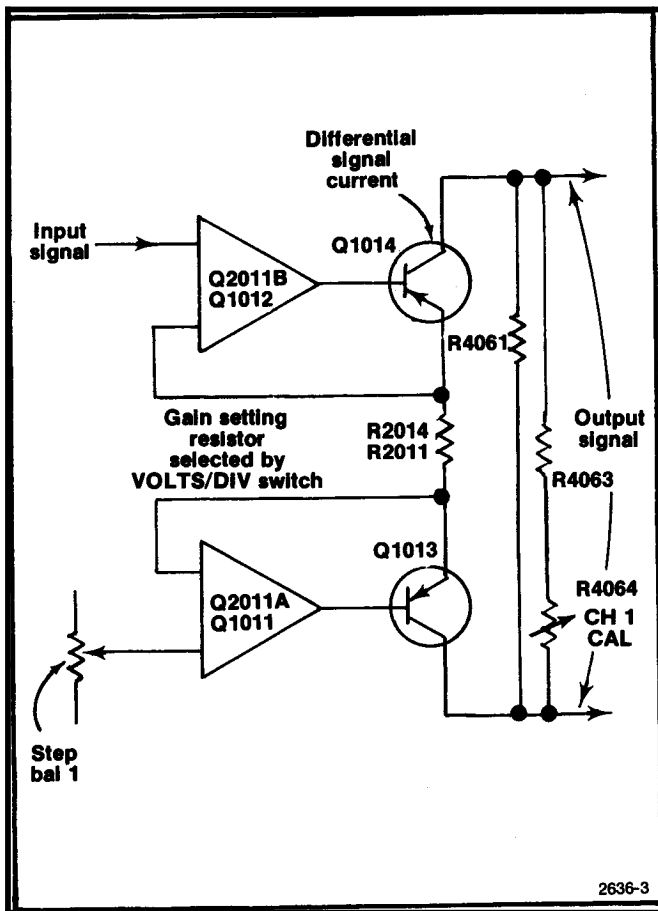 Differential
signal
current
Input
signal
Q1014
Q2011B
Q1012
R4061
Gain setting
resistor
selected by
VOLTS/DIV switch
R2014
R2011
Output
signal
R4063
Q1013
Q2011A
Q1011
R4064
CH 1
CAL
Step
bal 1
2636-3